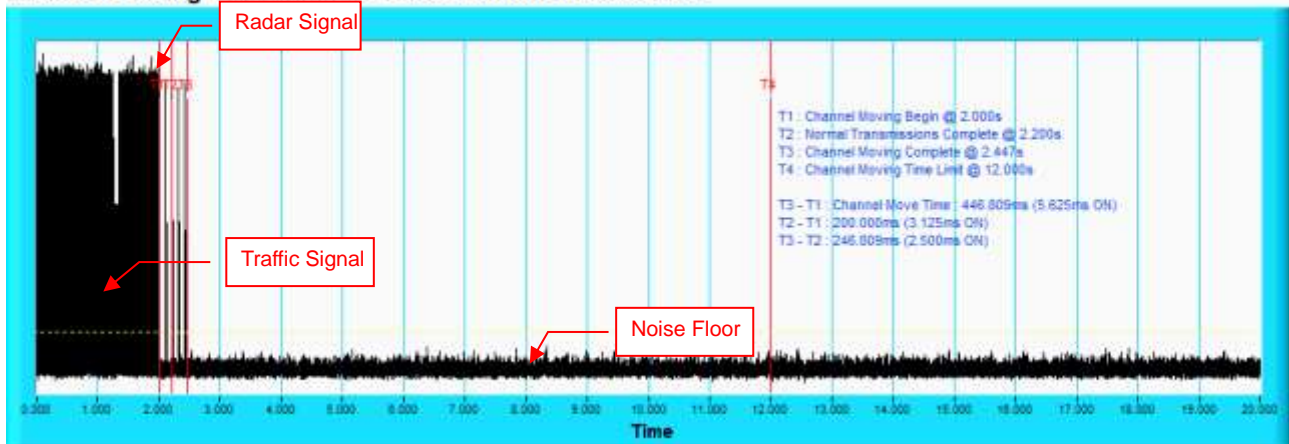 Radar Signal
T1 T2 T3
T4
T1 : Channel Moving Begin @ 2.000s
T2 : Normal Transmissions Complete @ 2.200s
T3 : Channel Moving Complete @ 2.447s
T4 : Channel Moving Time Limit @ 12.000s
T3 - T1 : Channel Move Time : 446.809ms (5.625ms ON)
T2 - T1 : 200.000ms (3.125ms ON)
T3 - T2 : 246.809ms (2.500ms ON)
Traffic Signal
Noise Floor
0.000 1.000 2.000 3.000 4.000 5.000 6.000 7.000 8.000 9.000 10.000 11.000 12.000 13.000 14.000 15.000 16.000 17.000 18.000 19.000 20.000
Time